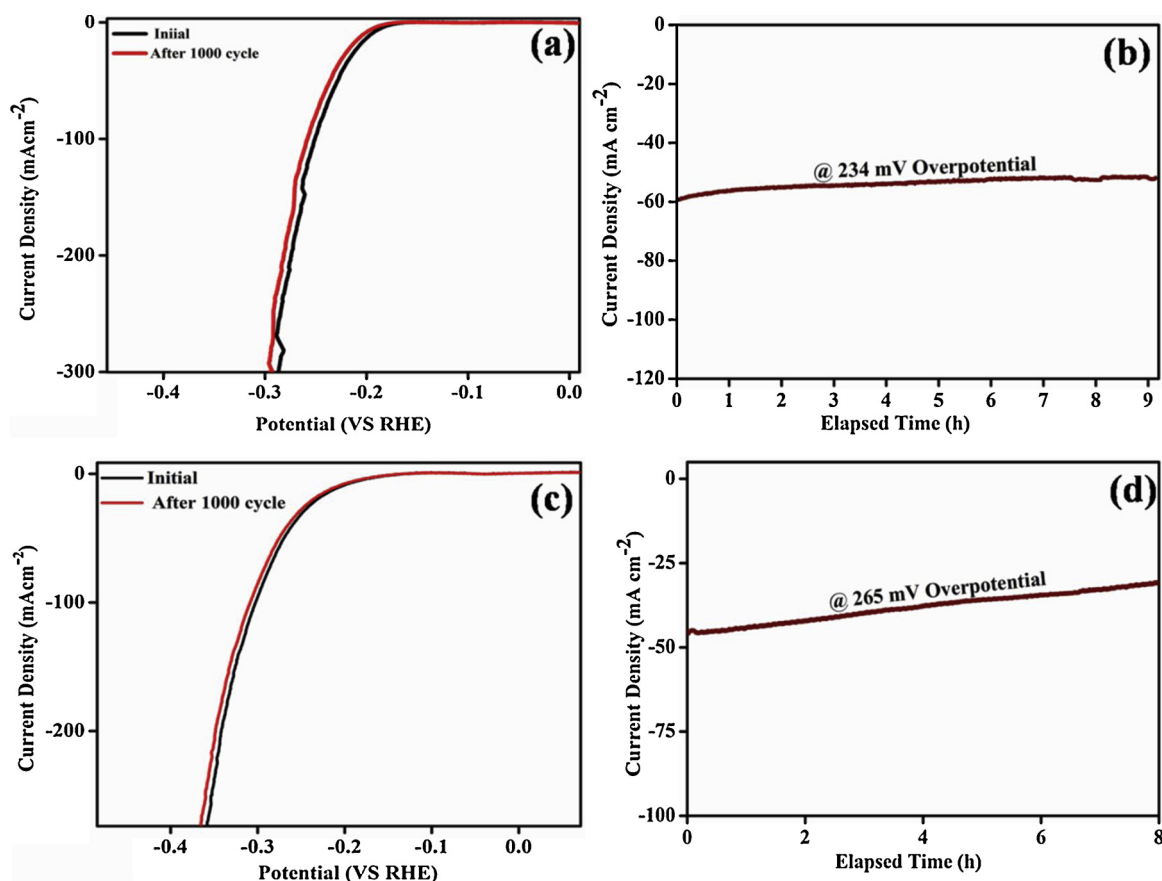 Iniial
After 1000 cycle
(a)
0
-100
-200
-300
Current Density (mAcm-2)
-0.4
-0.3
-0.2
-0.1
0.0
Potential (VS RHE)
(b)
@ 234 mV Overpotential
0
-20
-40
-60
-80
-100
-120
Current Density (mA cm-2)
0 1 2 3 4 5 6 7 8 9
Elapsed Time (h)
Initial
After 1000 cycle
(c)
0
-100
-200
Current Density (mAcm-2)
-0.4 -0.3 -0.2 -0.1 0.0
Potential (VS RHE)
(d)
@ 265 mV Overpotential
0
-25
-50
-75
-100
Current Density (mA cm-2)
0 2 4 6 8
Elapsed Time (h)